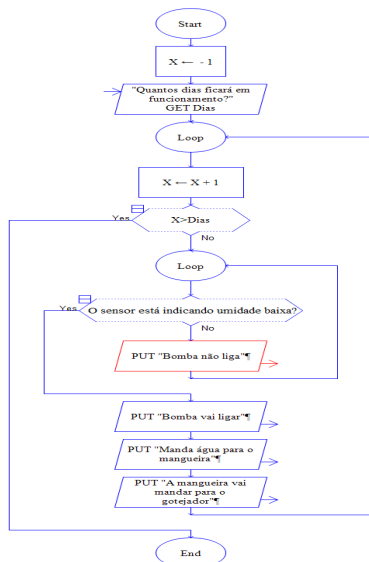 Start
X ← - 1
"Quantos dias ficará em
funcionamento?"
GET Dias
Loop
X ← X + 1
X>Dias
Yes
No
Loop
O sensor está indicando umidade baixa?
Yes
No
PUT "Bomba não liga"¶
PUT "Bomba vai ligar"¶
PUT "Manda água para o
mangueira"¶
PUT "A mangueira vai
mandar para o
gotejador"¶
End